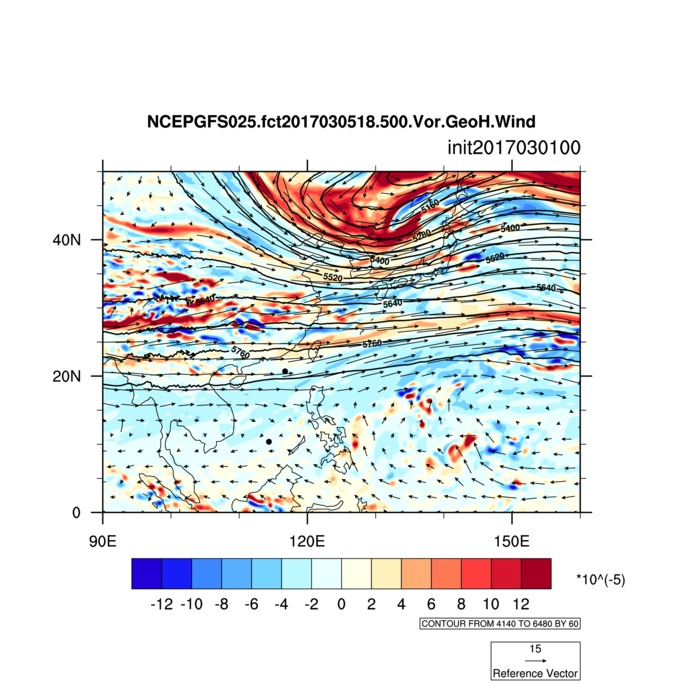 NCEPGFS025.fct2017030518.500.Vor.GeoH.Wind
init2017030100
5160
5280
5400
5400
5520
5520
5640
5640
5640
5760
5760
40N
20N
0
90E 120E 150E
-12 -10 -8 -6 -4 -2 0 2 4 6 8 10 12
*10^(-5)
CONTOUR FROM 4140 TO 6480 BY 60
15
Reference Vector